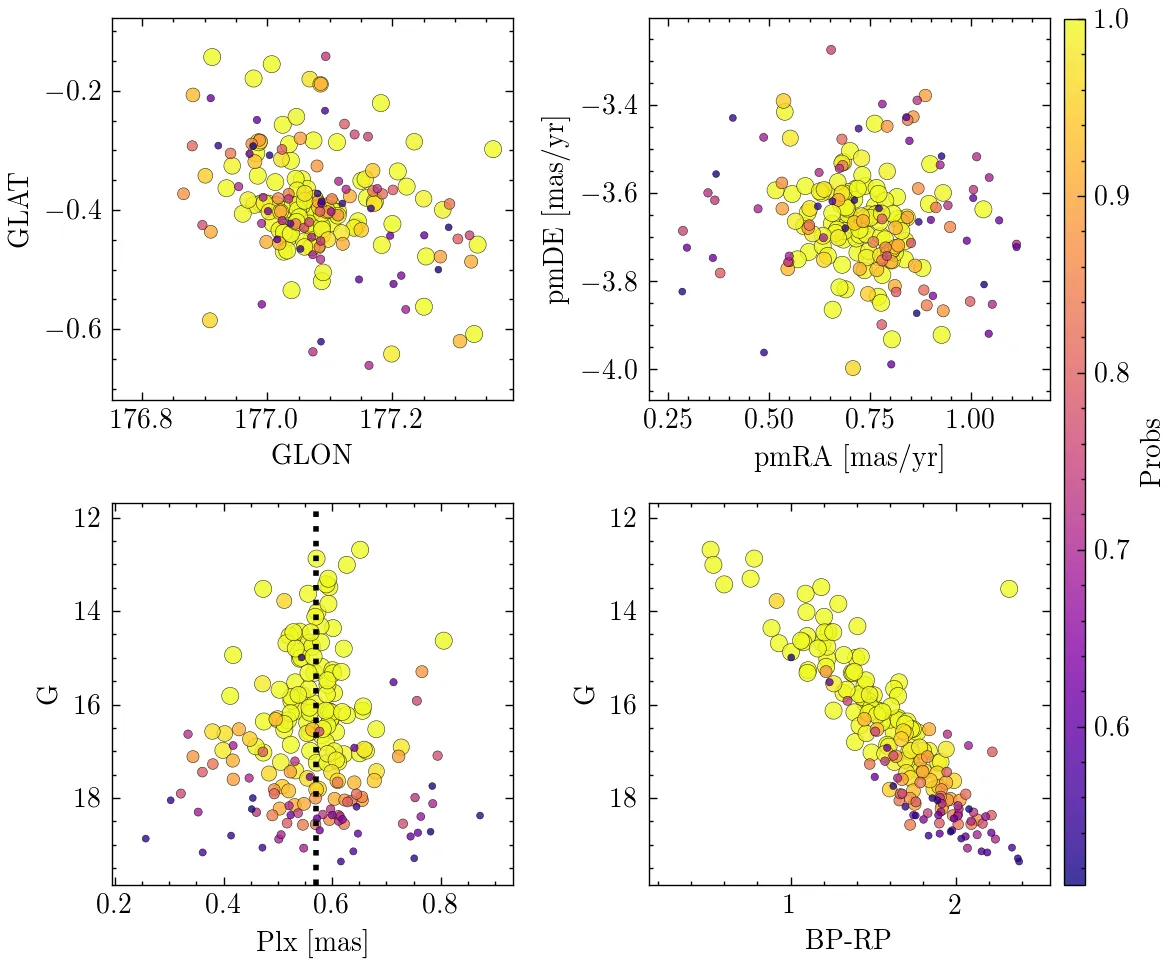 −0.2
−0.4
−0.6
GLAT
176.8 177.0 177.2
GLON
−3.4
−3.6
−3.8
−4.0
pmDE [mas/yr]
0.25 0.50 0.75 1.00
pmRA [mas/yr]
12
14
16
18
G
0.2 0.4 0.6 0.8
Plx [mas]
12
14
16
18
G
1 2
BP-RP
1.0
0.9
0.8
0.7
0.6
Probs